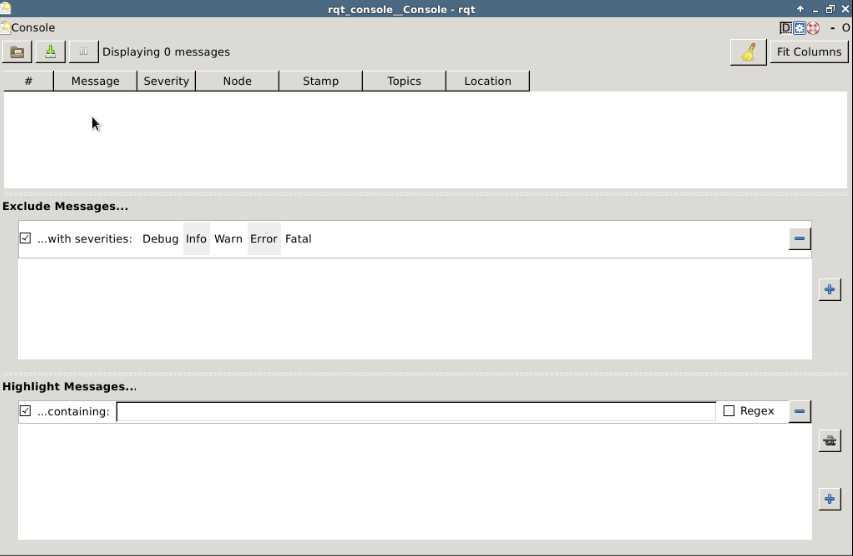 rqt_console__Console - rqt
Console
D
- O
Displaying 0 messages
Fit Columns
# Message Severity Node Stamp Topics Location
Exclude Messages...
...with severities: Debug Info Warn Error Fatal
Highlight Messages...
...containing:
Regex